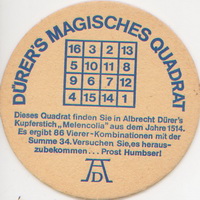 DÜRER'S MAGISCHES QUADRAT
16 3 2 13
5 10 11 8
9 6 7 12
4 15 14 1
Dieses Quadrat finden Sie in Albrecht Dürer's
Kupferstich „Melencolia" aus dem Jahre 1514.
Es ergibt 86 Vierer-Kombinationen mit der
Summe 34. Versuchen Sie, es heraus-
zubekommen... Prost Humbser!
AD